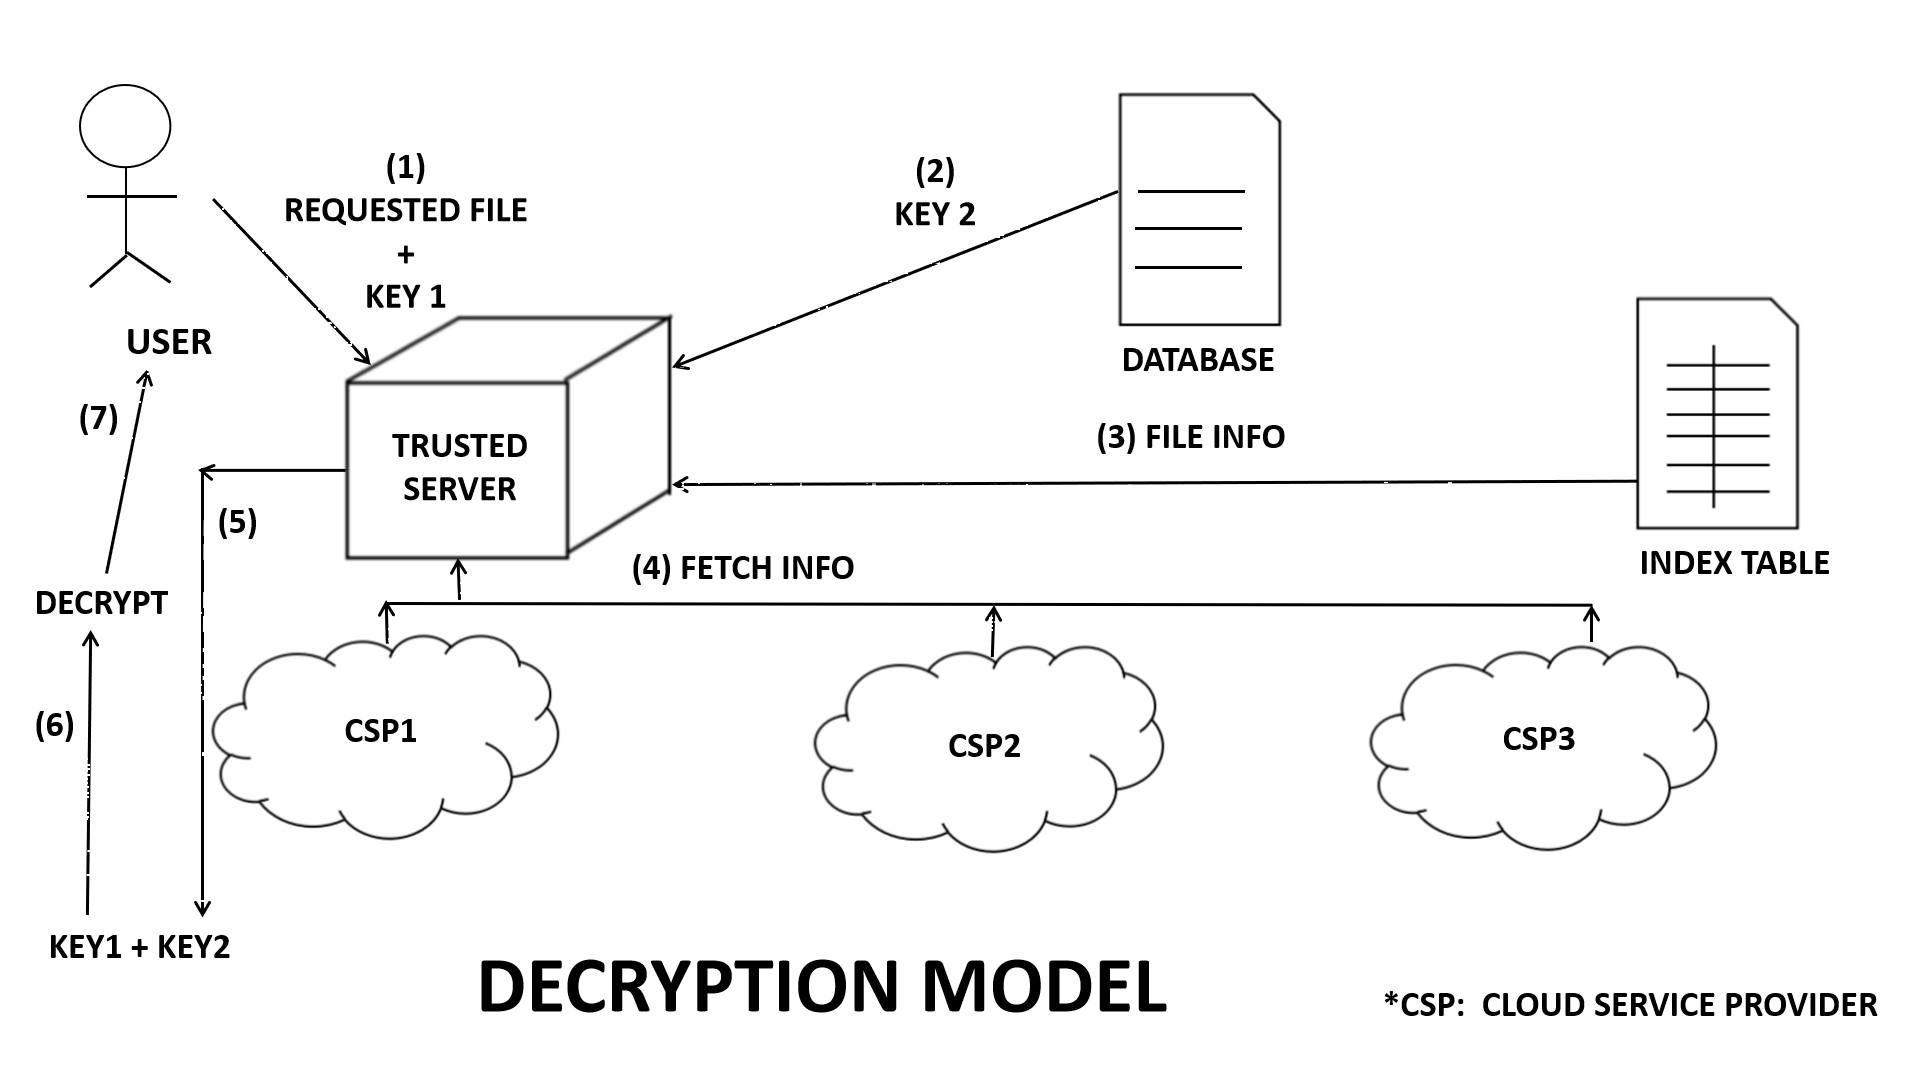 (1)
REQUESTED FILE
+
KEY 1
(2)
KEY 2
USER
DATABASE
(7)
(3) FILE INFO
TRUSTED
SERVER
(5)
(4) FETCH INFO
INDEX TABLE
DECRYPT
(6)
CSP1
CSP2
CSP3
KEY1 + KEY2
DECRYPTION MODEL
*CSP:  CLOUD SERVICE PROVIDER